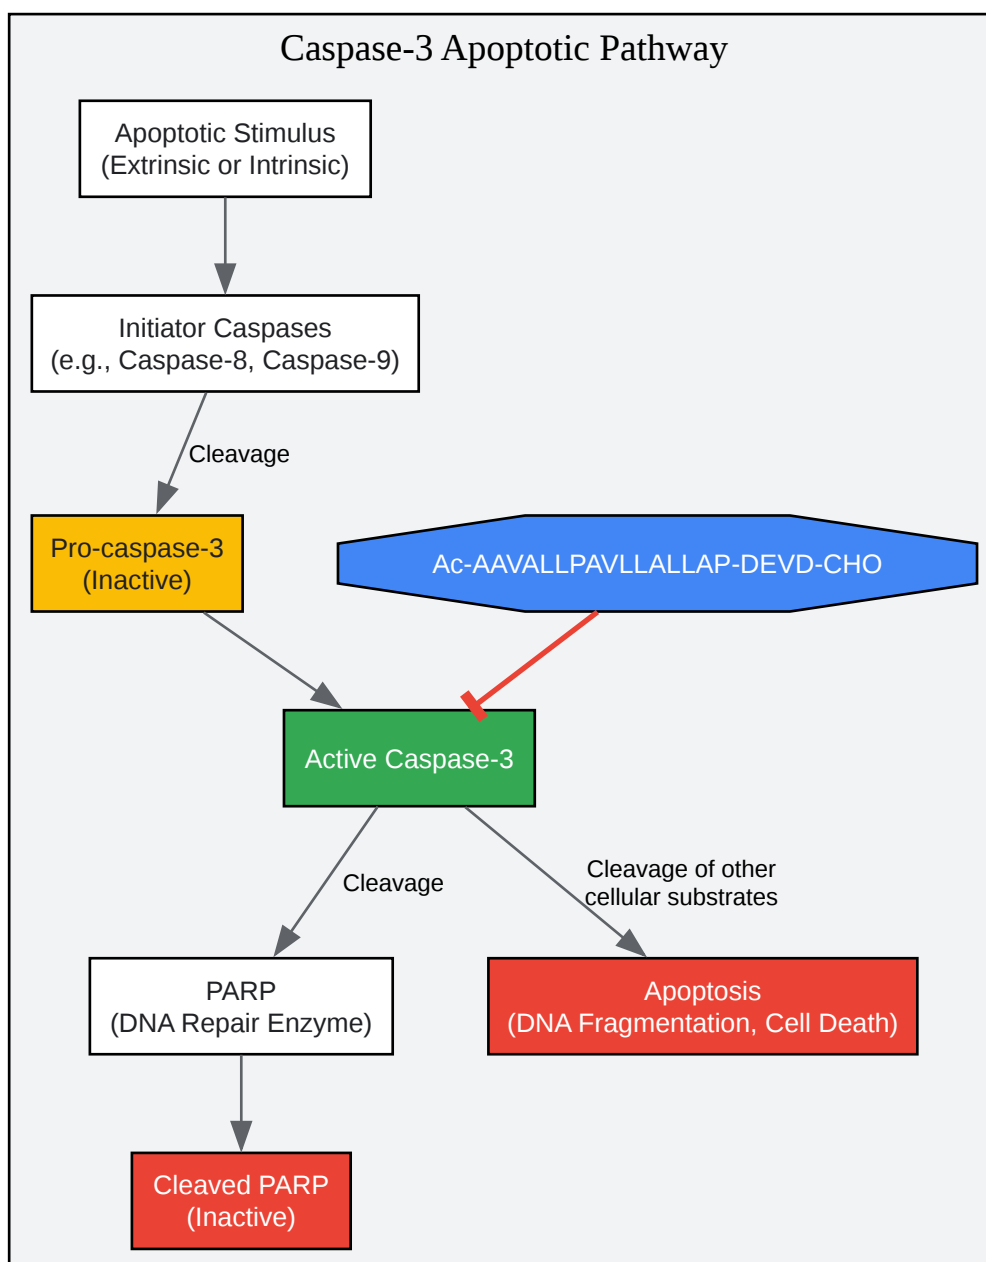 Caspase-3 Apoptotic Pathway
Apoptotic Stimulus
(Extrinsic or Intrinsic)
Initiator Caspases
(e.g., Caspase-8, Caspase-9)
Cleavage
Pro-caspase-3
(Inactive)
Ac-AAVALLPAVLLALLAP-DEVD-CHO
Active Caspase-3
Cleavage
Cleavage of other
cellular substrates
PARP
(DNA Repair Enzyme)
Apoptosis
(DNA Fragmentation, Cell Death)
Cleaved PARP
(Inactive)